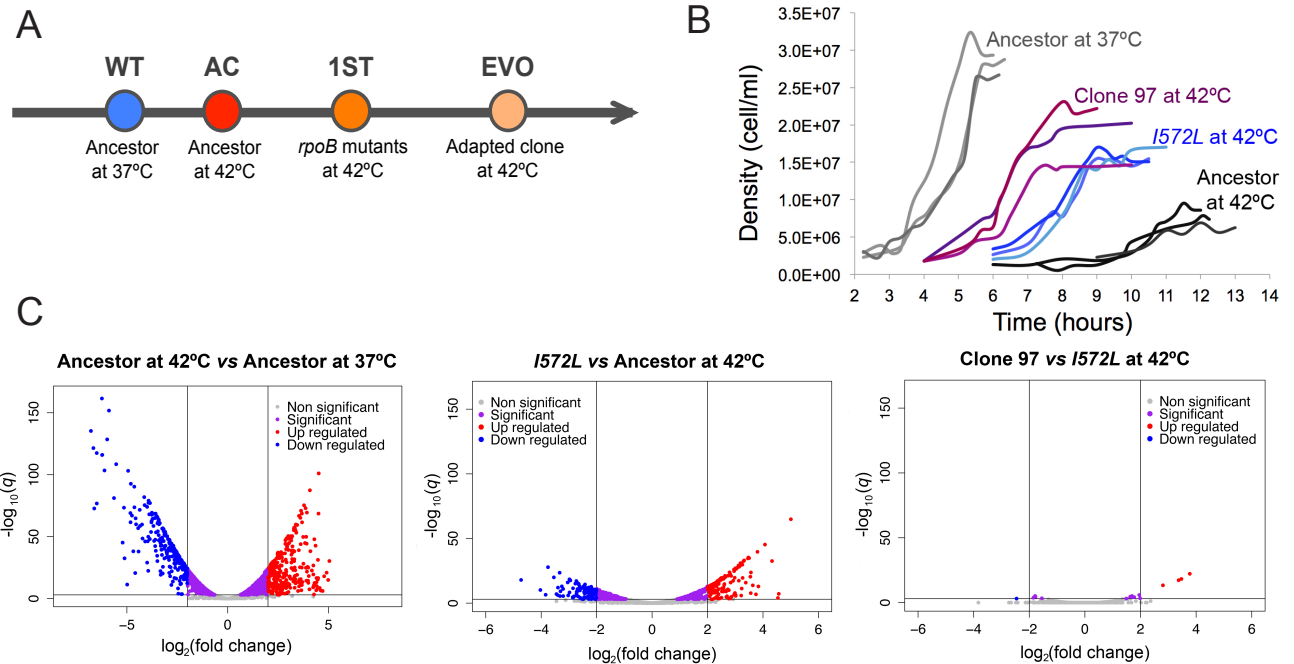 A
WT
AC
1ST
EVO
Ancestor
at 37ºC
Ancestor
at 42ºC
rpoB mutants
at 42ºC
Adapted clone
at 42ºC
B
Density (cell/ml)
3.5E+07
3.0E+07
2.5E+07
2.0E+07
1.5E+07
1.0E+07
5.0E+06
0.0E+00
Ancestor at 37ºC
Clone 97 at 42ºC
I572L at 42ºC
Ancestor
at 42ºC
2 3 4 5 6 7 8 9 10 11 12 13 14
Time (hours)
C
Ancestor at 42ºC vs Ancestor at 37ºC
-log10(q)
150
100
50
0
Non significant
Significant
Up regulated
Down regulated
−5 0 5
log2(fold change)
I572L vs Ancestor at 42ºC
-log10(q)
150
100
50
0
Non significant
Significant
Up regulated
Down regulated
−6 −4 −2 0 2 4 6
log2(fold change)
Clone 97 vs I572L at 42ºC
-log10(q)
150
100
50
0
Non significant
Significant
Up regulated
Down regulated
−6 −4 −2 0 2 4 6
log2(fold change)